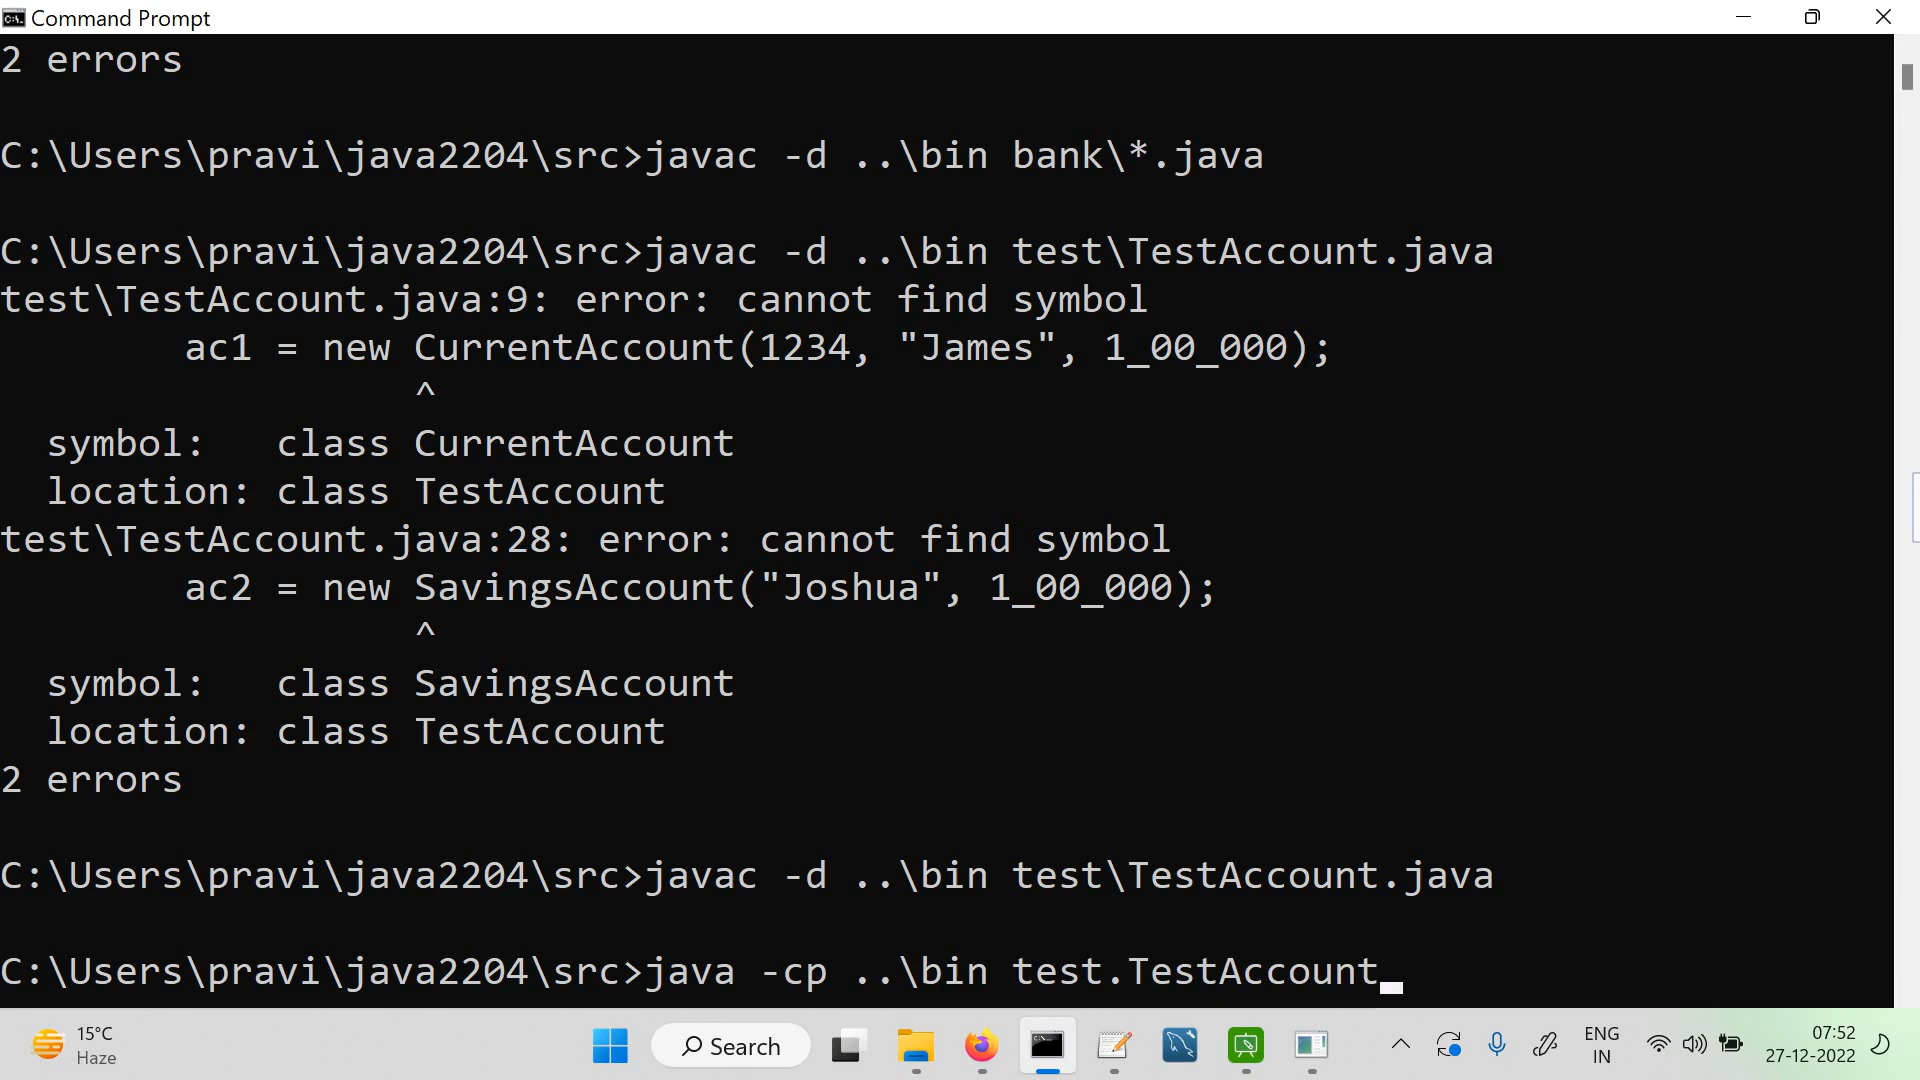 Command Prompt
2 errors
C:\Users\pravi\java2204\src>javac -d ..\bin bank\*.java
C:\Users\pravi\java2204\src>javac -d ..\bin test\TestAccount.java
test\TestAccount.java:9: error: cannot find symbol
        ac1 = new CurrentAccount(1234, "James", 1_00_000);
                  ^
  symbol:   class CurrentAccount
  location: class TestAccount
test\TestAccount.java:28: error: cannot find symbol
        ac2 = new SavingsAccount("Joshua", 1_00_000);
                  ^
  symbol:   class SavingsAccount
  location: class TestAccount
2 errors
C:\Users\pravi\java2204\src>javac -d ..\bin test\TestAccount.java
C:\Users\pravi\java2204\src>java -cp ..\bin test.TestAccount
15°C
Haze
Search
ENG
IN
07:52
27-12-2022